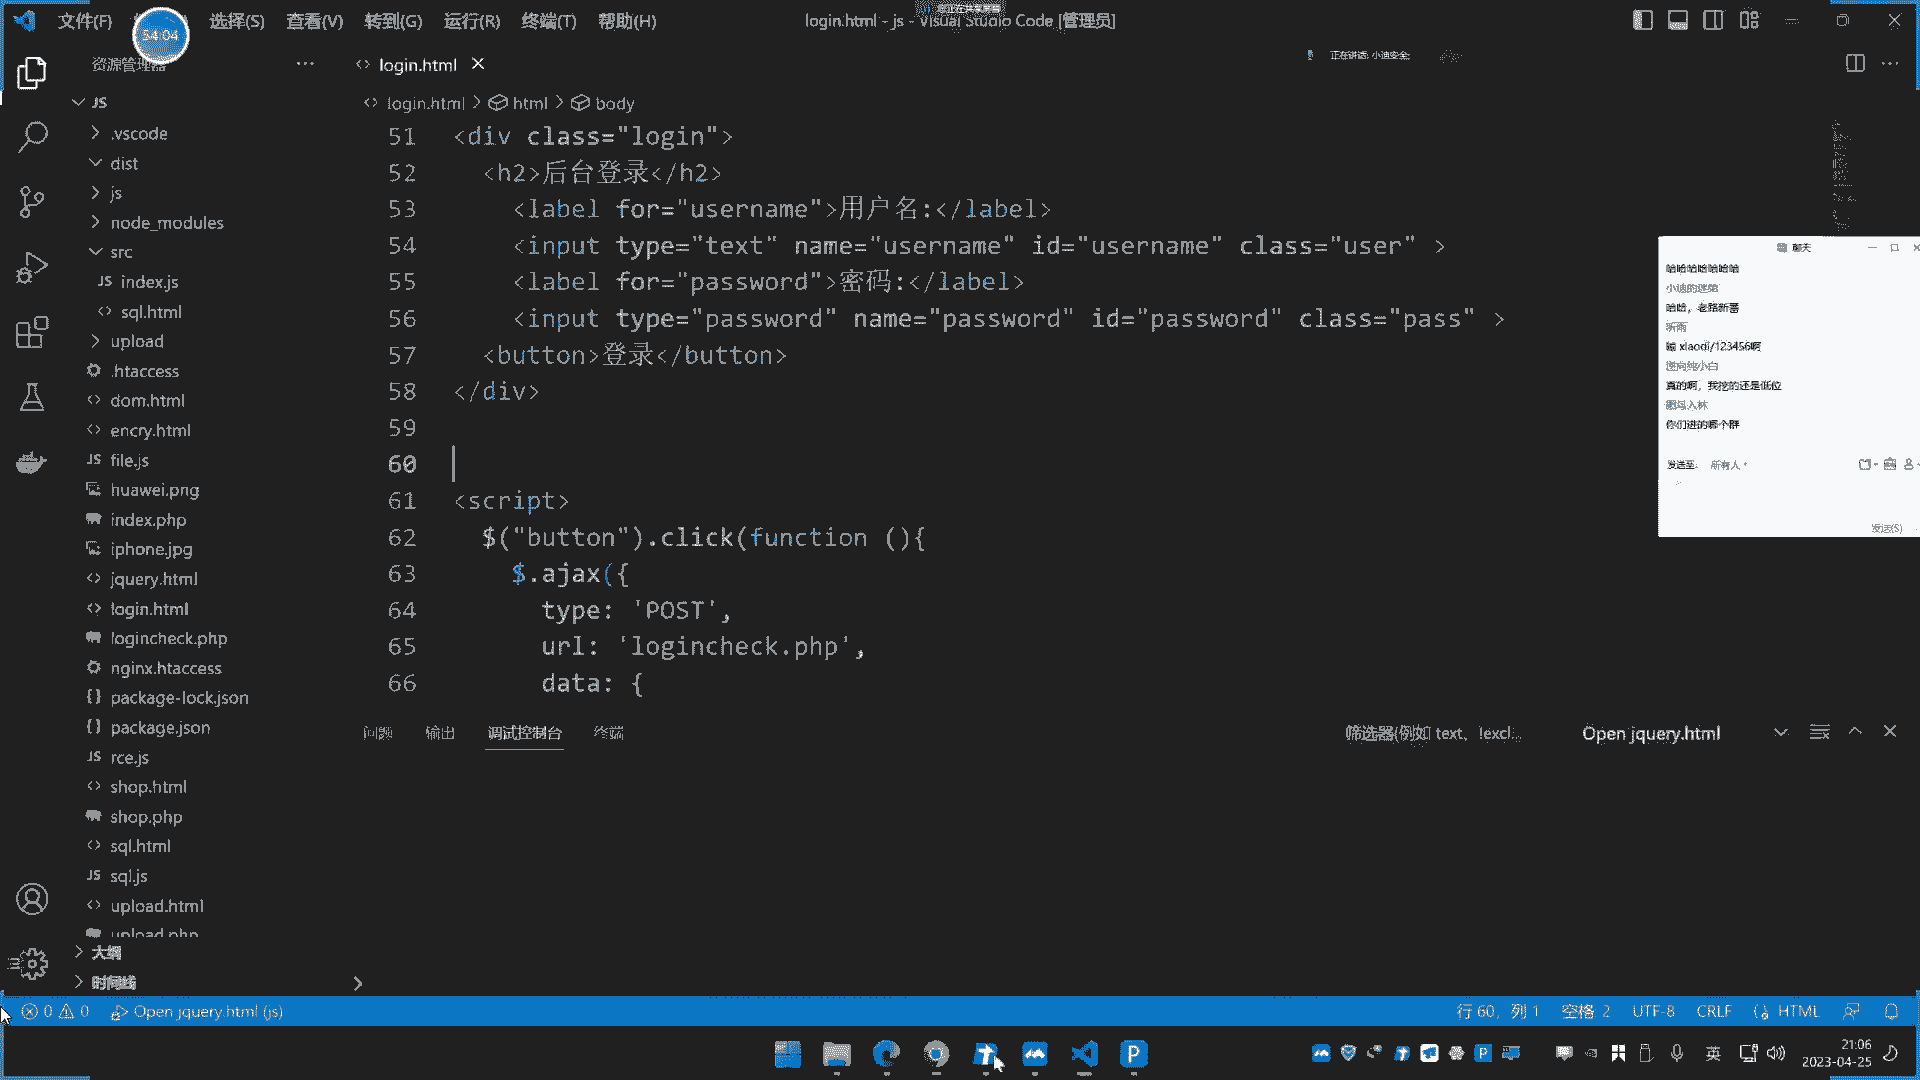 文件(F)
54:04
选择(S)
查看(V)
转到(G)
运行(R)
终端(T)
帮助(H)
login.html - js - Visual Studio Code [管理员]
资源管理器
login.html
正在讲话: 小迪安全;
JS
.vscode
dist
js
node_modules
src
index.js
sql.html
upload
.htaccess
dom.html
encry.html
file.js
huawei.png
index.php
iphone.jpg
jquery.html
login.html
logincheck.php
nginx.htaccess
package-lock.json
package.json
rce.js
shop.html
shop.php
sql.html
sql.js
upload.html
upload.php
大纲
时间线
login.html > html > body
51 <div class="login">
52 <h2>后台登录</h2>
53 <label for="username">用户名:</label>
54 <input type="text" name="username" id="username" class="user" >
55 <label for="password">密码:</label>
56 <input type="password" name="password" id="password" class="pass" >
57 <button>登录</button>
58 </div>
59
60
61 <script>
62 $("button").click(function (){
63 $.ajax({
64 type: 'POST',
65 url: 'logincheck.php',
66 data: {
聊天
哈哈哈哈哈哈哈
小迪的迷弟
哈哈，老路新番
听雨
输 xiaodi/123456啊
逆向纯小白
真的啊，我挖的还是低位
你们进的哪个群
发送至: 所有人
发送(S)
问题
输出
调试控制台
终端
筛选器(例如 text、!excl...
Open jquery.html
0
0
Open jquery.html (js)
行 60，列 1
空格 2
UTF-8
CRLF
HTML
英
21:06
2023-04-25